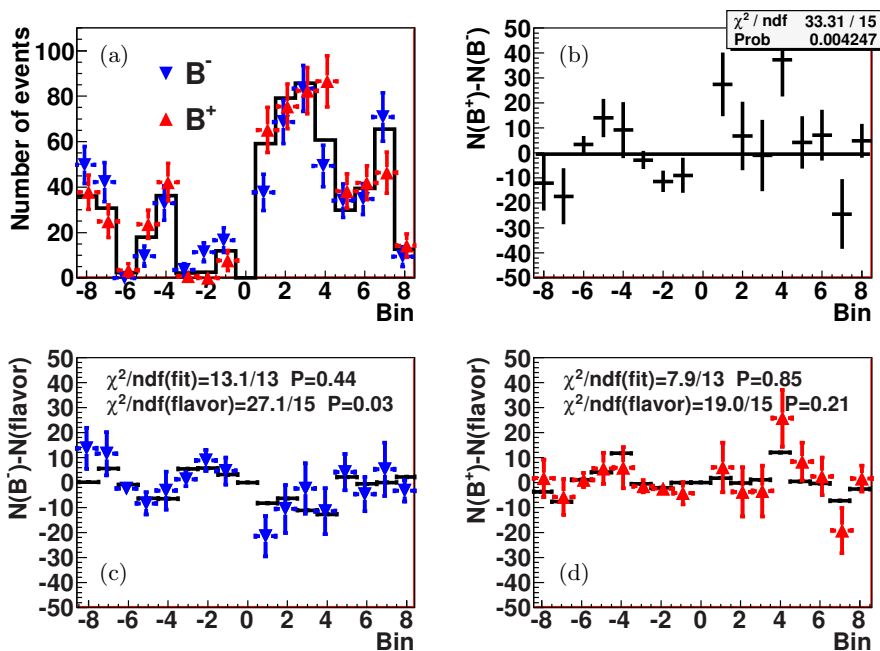 (a)
B⁻
B⁺
Number of events
100
80
60
40
20
0
-8 -6 -4 -2 0 2 4 6 8
Bin
(b)
χ² / ndf 33.31 / 15
Prob 0.004247
N(B⁺)-N(B⁻)
50
40
30
20
10
0
-10
-20
-30
-40
-50
-8 -6 -4 -2 0 2 4 6 8
Bin
χ²/ndf(fit)=13.1/13 P=0.44
χ²/ndf(flavor)=27.1/15 P=0.03
N(B⁻)-N(flavor)
50
40
30
20
10
0
-10
-20
-30
-40
-50
(c)
-8 -6 -4 -2 0 2 4 6 8
Bin
χ²/ndf(fit)=7.9/13 P=0.85
χ²/ndf(flavor)=19.0/15 P=0.21
N(B⁺)-N(flavor)
50
40
30
20
10
0
-10
-20
-30
-40
-50
(d)
-8 -6 -4 -2 0 2 4 6 8
Bin